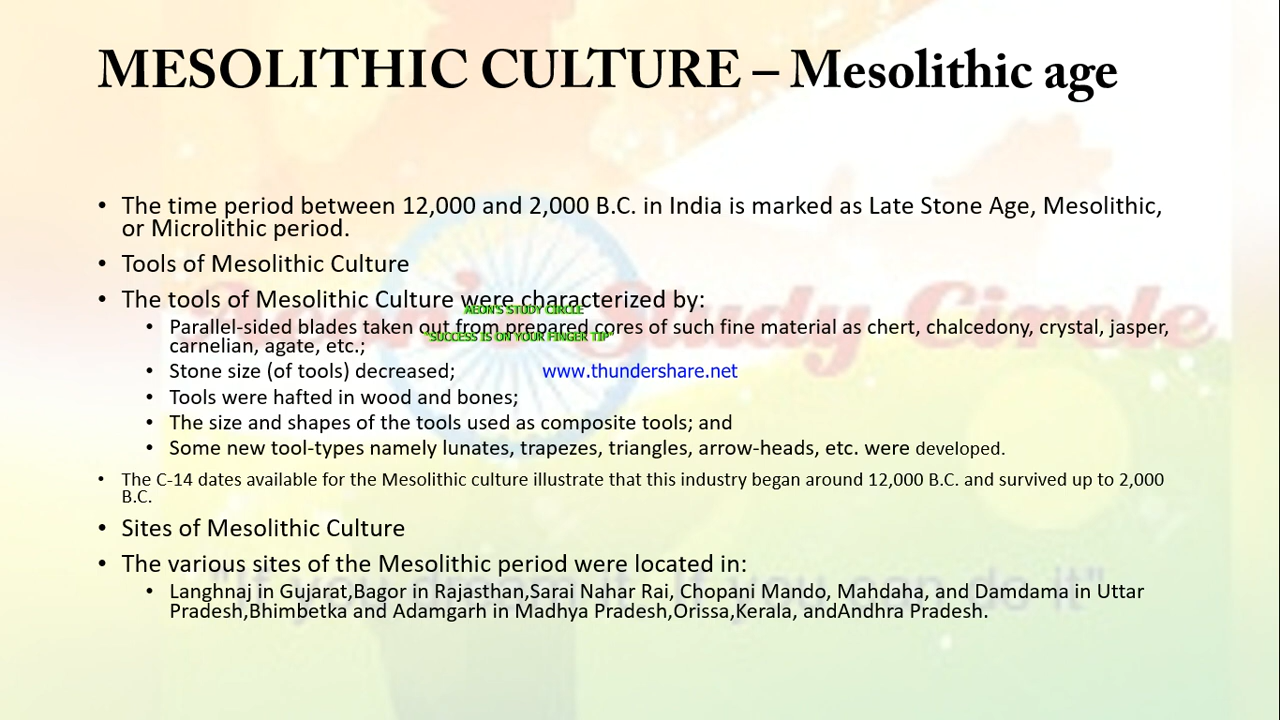 MESOLITHIC CULTURE – Mesolithic age
• The time period between 12,000 and 2,000 B.C. in India is marked as Late Stone Age, Mesolithic,
or Microlithic period.
• Tools of Mesolithic Culture
• The tools of Mesolithic Culture were characterized by:
AEON'S STUDY CIRCLE
• Parallel-sided blades taken out from prepared cores of such fine material as chert, chalcedony, crystal, jasper,
"SUCCESS IS ON YOUR FINGER TIP"
carnelian, agate, etc.;
• Stone size (of tools) decreased;
www.thundershare.net
• Tools were hafted in wood and bones;
• The size and shapes of the tools used as composite tools; and
• Some new tool-types namely lunates, trapezes, triangles, arrow-heads, etc. were developed.
• The C-14 dates available for the Mesolithic culture illustrate that this industry began around 12,000 B.C. and survived up to 2,000
B.C.
• Sites of Mesolithic Culture
• The various sites of the Mesolithic period were located in:
• Langhnaj in Gujarat,Bagor in Rajasthan,Sarai Nahar Rai, Chopani Mando, Mahdaha, and Damdama in Uttar
Pradesh,Bhimbetka and Adamgarh in Madhya Pradesh,Orissa,Kerala, andAndhra Pradesh.
Study Circle